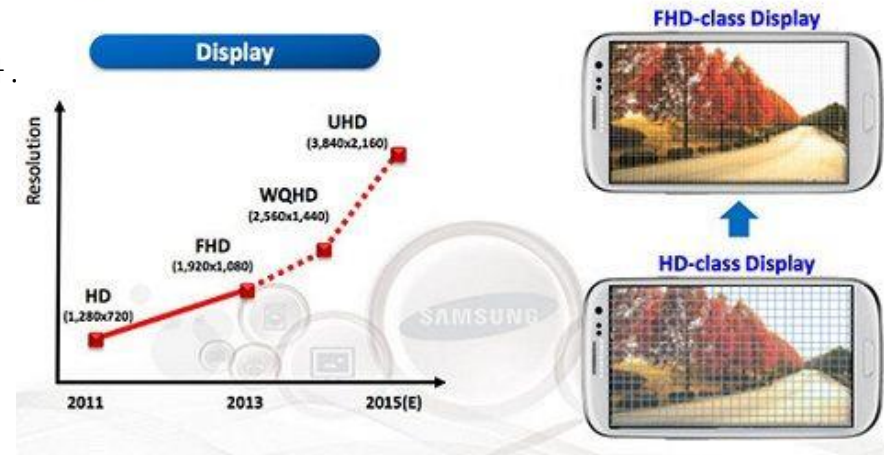 Display
Resolution
HD
(1,280x720)
FHD
(1,920x1,080)
WQHD
(2,560x1,440)
UHD
(3,840x2,160)
2011
2013
2015(E)
SAMSUNG
FHD-class Display
HD-class Display